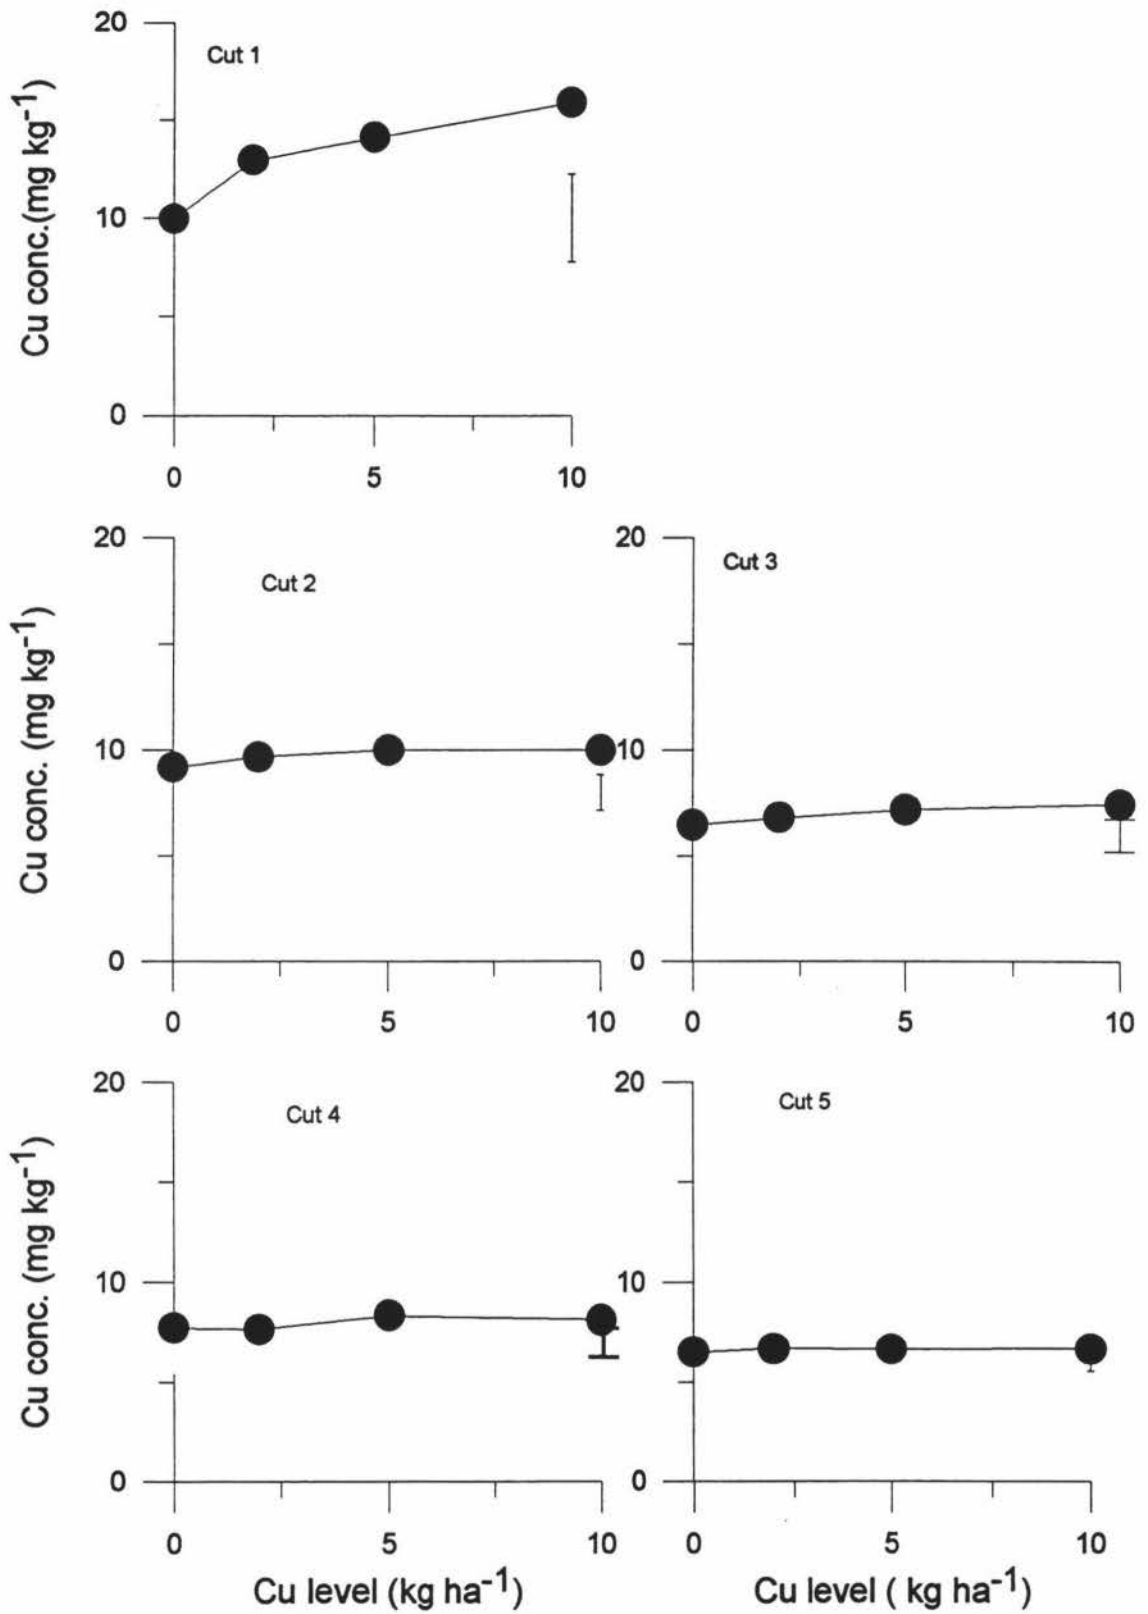 20
Cut 1
Cu conc.(mg kg⁻¹)
10
0
0 5 10
20 20
Cut 2 Cut 3
Cu conc. (mg kg⁻¹)
10 10
0 0
0 5 10 0 5 10
20 20
Cut 4 Cut 5
Cu conc. (mg kg⁻¹)
10 10
0 0
0 5 10 0 5 10
Cu level (kg ha⁻¹) Cu level ( kg ha⁻¹)